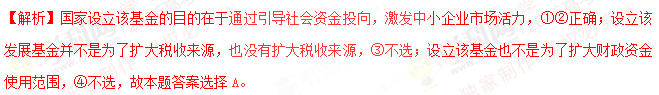 【解析】国家设立该基金的目的在于通过引导社会资金投向，激发中小企业市场活力，①②正确；设立该
发展基金并不是为了扩大税收来源，也没有扩大税收来源，③不选；设立该基金也不是为了扩大财政资金
使用范围，④不选，故本题答案选择 A。